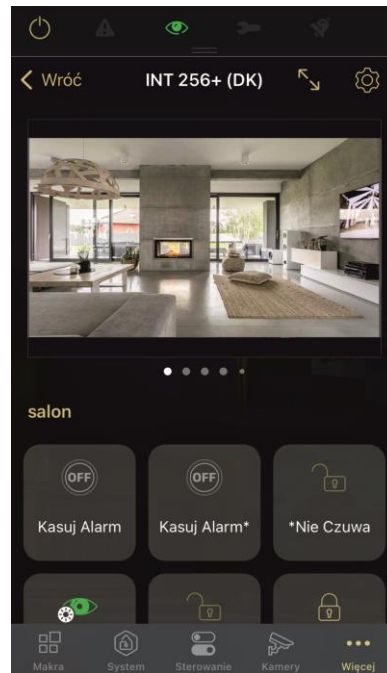 Wróć
INT 256+ (DK)
salon
OFF
OFF
Kasuj Alarm
Kasuj Alarm*
*Nie Czuwa
Makra
System
Sterowanie
Kamery
Więcej